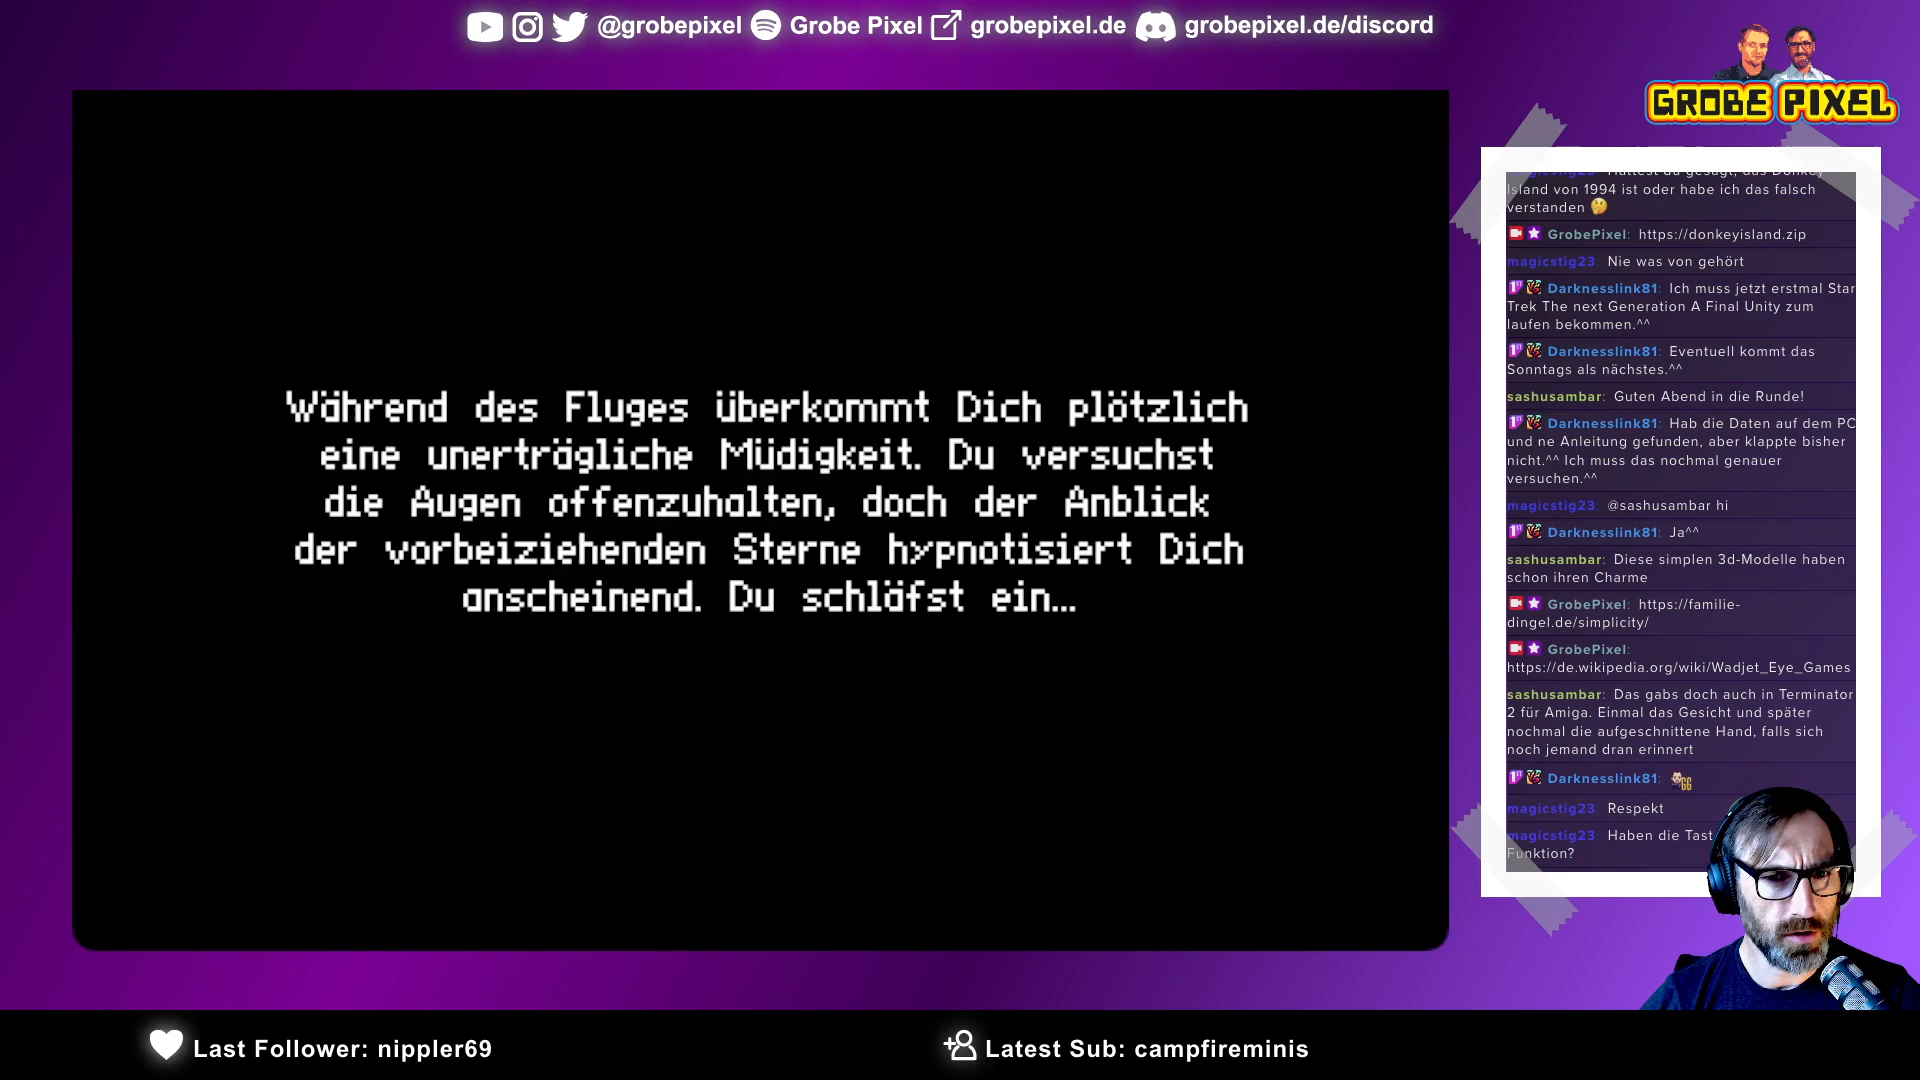 @grobepixel Grobe Pixel grobepixel.de grobepixel.de/discord
GROBE PIXEL
Während des Fluges überkommt Dich plötzlich
eine unerträgliche Müdigkeit. Du versuchst
die Augen offenzuhalten, doch der Anblick
der vorbeiziehenden Sterne hypnotisiert Dich
anscheinend. Du schläfst ein...
magicstig23: Hattest du gesagt, das Donkey
Island von 1994 ist oder habe ich das falsch
verstanden 🤔
GrobePixel: https://donkeyisland.zip
magicstig23: Nie was von gehört
Darknesslink81: Ich muss jetzt erstmal Star
Trek The next Generation A Final Unity zum
laufen bekommen.^^
Darknesslink81: Eventuell kommt das
Sonntags als nächstes.^^
sashusambar: Guten Abend in die Runde!
Darknesslink81: Hab die Daten auf dem PC
und ne Anleitung gefunden, aber klappte bisher
nicht.^^ Ich muss das nochmal genauer
versuchen.^^
magicstig23: @sashusambar hi
Darknesslink81: Ja^^
sashusambar: Diese simplen 3d-Modelle haben
schon ihren Charme
GrobePixel: https://familie-
dingel.de/simplicity/
GrobePixel:
https://de.wikipedia.org/wiki/Wadjet_Eye_Games
sashusambar: Das gabs doch auch in Terminator
2 für Amiga. Einmal das Gesicht und später
nochmal die aufgeschnittene Hand, falls sich
noch jemand dran erinnert
Darknesslink81: GG
magicstig23: Respekt
magicstig23: Haben die Tast
Funktion?
Last Follower: nippler69
Latest Sub: campfireminis